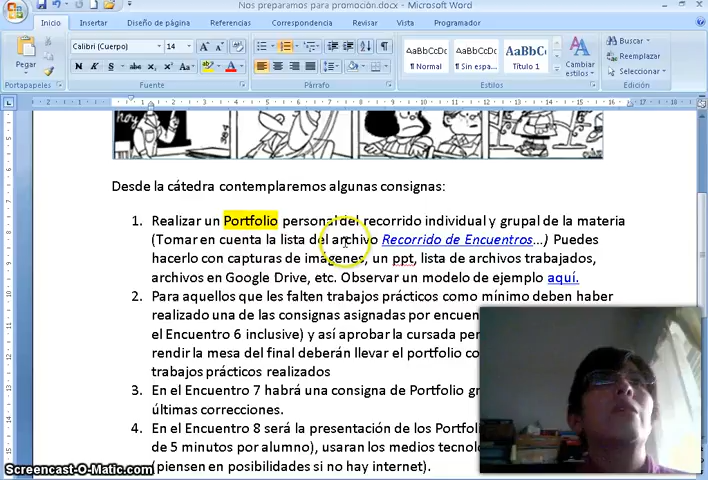 Nos preparamos para promoción.docx - Microsoft Word
Inicio Insertar Diseño de página Referencias Correspondencia Revisar Vista Programador
Calibri (Cuerpo) 14
Pegar
AaBbCcDc AaBbCcDc AaBbC
¶ Normal ¶ Sin espa... Título 1
Cambiar estilos
Buscar
Reemplazar
Seleccionar
Portapapeles Fuente Párrafo Estilos Edición
hoy
Desde la cátedra contemplaremos algunas consignas:
1. Realizar un Portfolio personal del recorrido individual y grupal de la materia
(Tomar en cuenta la lista del archivo Recorrido de Encuentros...) Puedes
hacerlo con capturas de imágenes, un ppt, lista de archivos trabajados,
archivos en Google Drive, etc. Observar un modelo de ejemplo aquí.
2. Para aquellos que les falten trabajos prácticos como mínimo deben haber
realizado una de las consignas asignadas por
el Encuentro 6 inclusive) y así aprobar la cursada
rendir la mesa del final deberán llevar el portfolio
trabajos prácticos realizados
3. En el Encuentro 7 habrá una consigna de Portfolio
últimas correcciones.
4. En el Encuentro 8 será la presentación de los
de 5 minutos por alumno), usaran los medios
(piensen en posibilidades si no hay internet).
Screencast-O-Matic.com